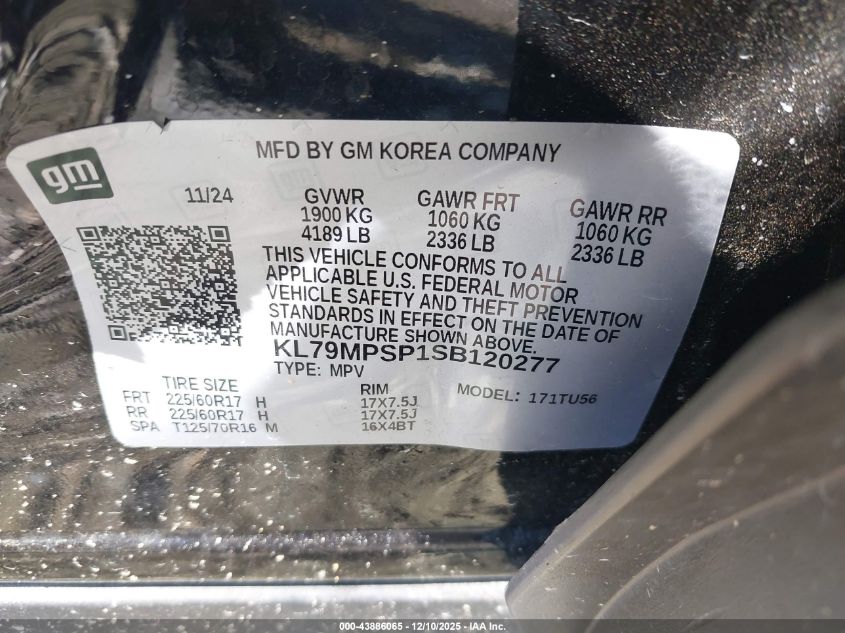 gm
MFD BY GM KOREA COMPANY
11/24 GVWR GAWR FRT GAWR RR
1900 KG 1060 KG 1060 KG
4189 LB 2336 LB 2336 LB
THIS VEHICLE CONFORMS TO ALL
APPLICABLE U.S. FEDERAL MOTOR
VEHICLE SAFETY AND THEFT PREVENTION
STANDARDS IN EFFECT ON THE DATE OF
MANUFACTURE SHOWN ABOVE.
KL79MPSP1SB120277
TYPE: MPV
TIRE SIZE RIM MODEL: 171TU56
FRT 225/60R17 H 17X7.5J
RR 225/60R17 H 17X7.5J
SPA T125/70R16 M 16X4BT
000-43886065 - 12/10/2025 - IAA Inc.